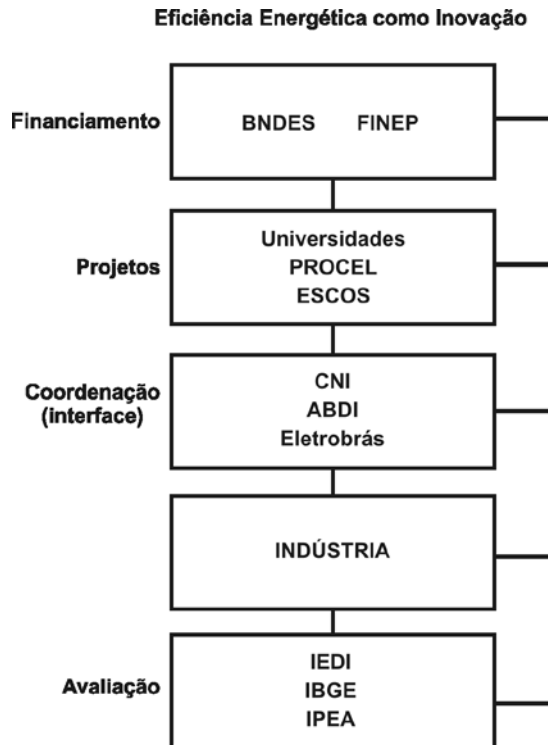 Eficiência Energética como Inovação
Financiamento
BNDES FINEP
Projetos
Universidades
PROCEL
ESCOS
Coordenação
(interface)
CNI
ABDI
Eletrobrás
INDÚSTRIA
Avaliação
IEDI
IBGE
IPEA